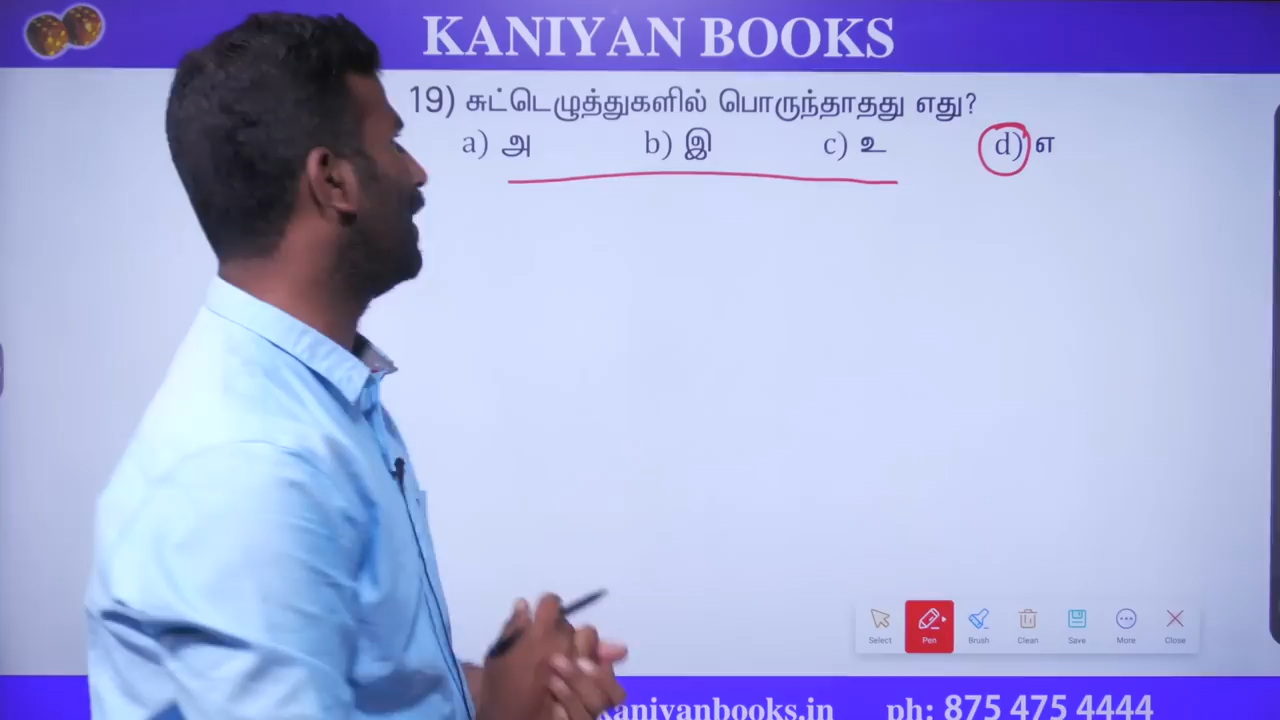 KANIYAN BOOKS
19) சுட்டெழுத்துகளில் பொருந்தாதது எது?
a) அ b) இ c) உ d) எ
Select Pen Brush Clean Save More Close
kaniyanbooks.in ph: 875 475 4444